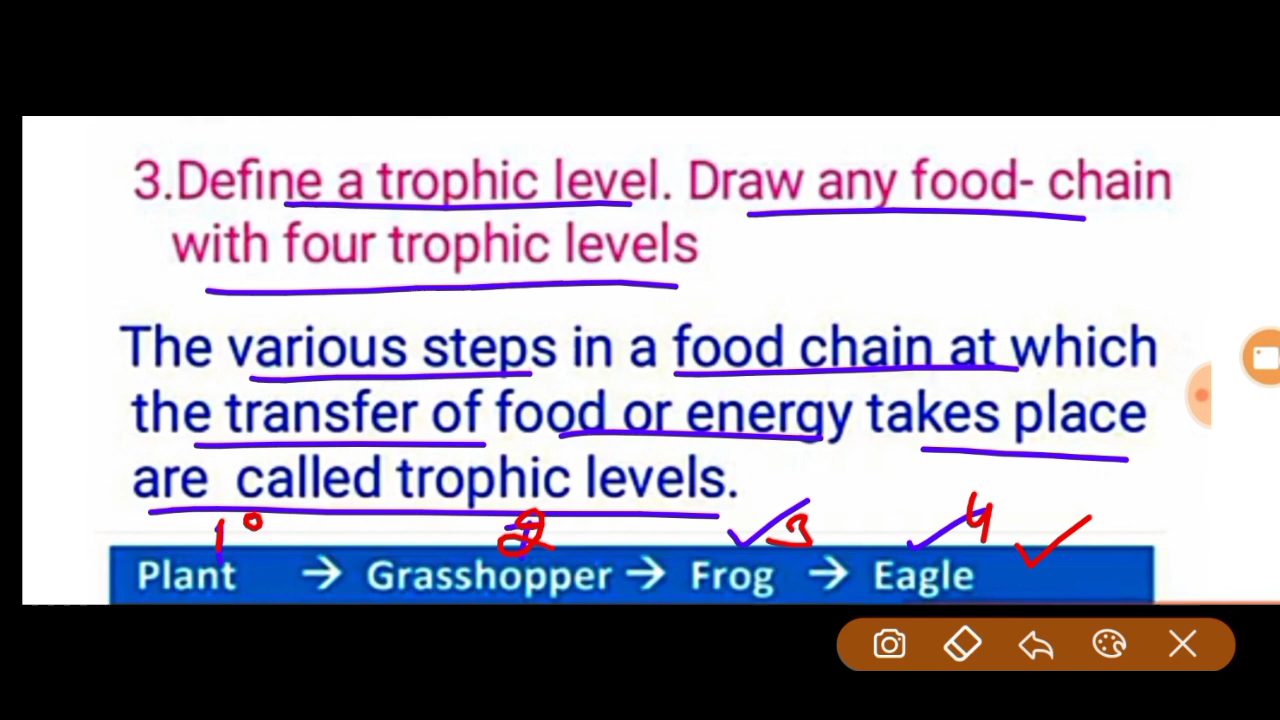 3.Define a trophic level. Draw any food- chain
with four trophic levels
The various steps in a food chain at which
the transfer of food or energy takes place
are called trophic levels.
1° 2 3 4
Plant → Grasshopper → Frog → Eagle